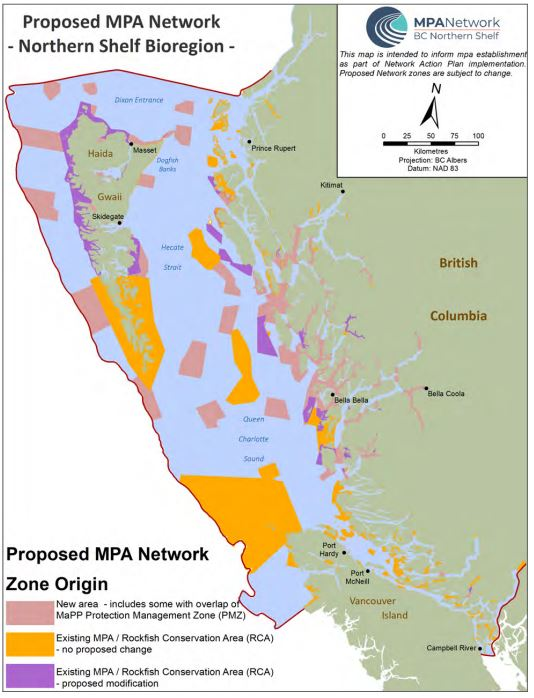 Proposed MPA Network
- Northern Shelf Bioregion -
MPANetwork
BC Northern Shelf
This map is intended to inform mpa establishment
as part of Network Action Plan implementation.
Proposed Network zones are subject to change.
N
0 25 50 75 100
Kilometres
Projection: BC Albers
Datum: NAD 83
Dixon Entrance
Haida
Masset
Dogfish
Banks
Prince Rupert
Kitimat
Gwaii
Skidegate
Hecate
Strait
British
Columbia
Bella Bella
Bella Coola
Queen
Charlotte
Sound
Port
Hardy
Port
McNeill
Vancouver
Island
Campbell River
Proposed MPA Network
Zone Origin
New area - includes some with overlap of
MaPP Protection Management Zone (PMZ)
Existing MPA / Rockfish Conservation Area (RCA)
- no proposed change
Existing MPA / Rockfish Conservation Area (RCA)
- proposed modification